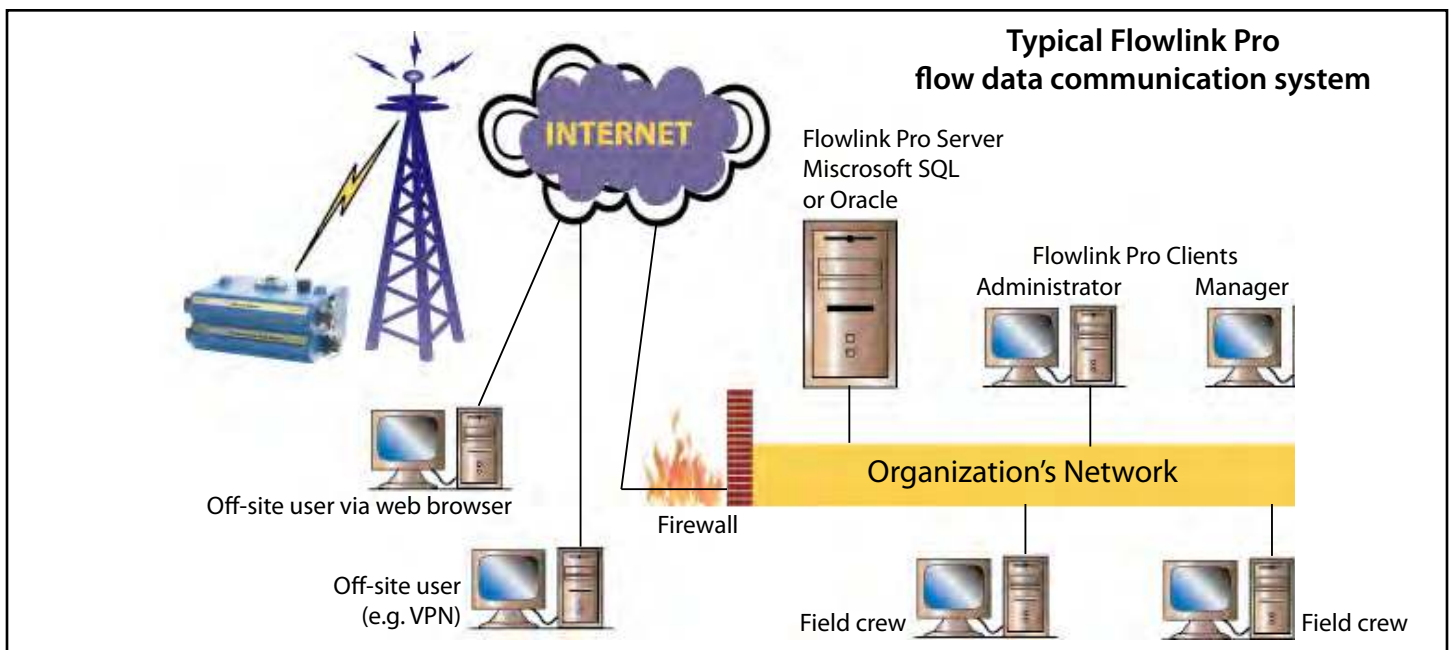 Typical Flowlink Pro
flow data communication system
INTERNET
Flowlink Pro Server
Miscrosoft SQL
or Oracle
Flowlink Pro Clients
Administrator
Manager
Organization's Network
Off-site user via web browser
Firewall
Off-site user
(e.g. VPN)
Field crew
Field crew